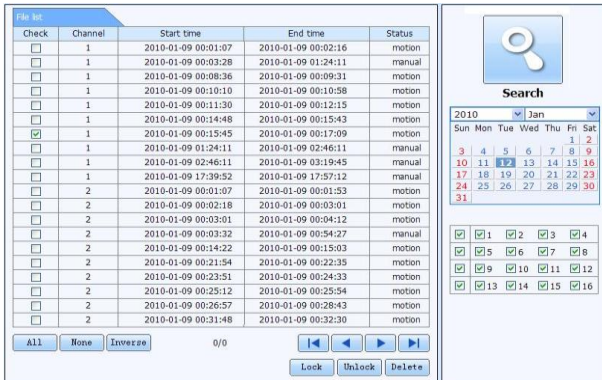 File list
Check Channel Start time End time Status
1 2010-01-09 00:01:07 2010-01-09 00:02:16 motion
1 2010-01-09 00:03:28 2010-01-09 01:24:11 manual
1 2010-01-09 00:08:36 2010-01-09 00:09:31 motion
1 2010-01-09 00:10:10 2010-01-09 00:10:58 motion
1 2010-01-09 00:11:30 2010-01-09 00:12:15 motion
1 2010-01-09 00:14:48 2010-01-09 00:15:43 motion
1 2010-01-09 00:15:45 2010-01-09 00:17:09 motion
1 2010-01-09 01:24:11 2010-01-09 02:46:11 manual
1 2010-01-09 02:46:11 2010-01-09 03:19:45 manual
1 2010-01-09 17:39:52 2010-01-09 17:57:12 manual
2 2010-01-09 00:01:07 2010-01-09 00:01:53 motion
2 2010-01-09 00:02:18 2010-01-09 00:03:01 motion
2 2010-01-09 00:03:01 2010-01-09 00:04:12 motion
2 2010-01-09 00:03:32 2010-01-09 00:54:27 manual
2 2010-01-09 00:14:22 2010-01-09 00:15:03 motion
2 2010-01-09 00:21:54 2010-01-09 00:22:35 motion
2 2010-01-09 00:23:51 2010-01-09 00:24:33 motion
2 2010-01-09 00:25:12 2010-01-09 00:25:54 motion
2 2010-01-09 00:26:57 2010-01-09 00:28:43 motion
2 2010-01-09 00:31:48 2010-01-09 00:32:30 motion
All None Inverse 0/0
Lock Unlock Delete
Search
2010 Jan
Sun Mon Tue Wed Thu Fri Sat
1 2
3 4 5 6 7 8 9
10 11 12 13 14 15 16
17 18 19 20 21 22 23
24 25 26 27 28 29 30
31
1 2 3 4
5 6 7 8
9 10 11 12
13 14 15 16